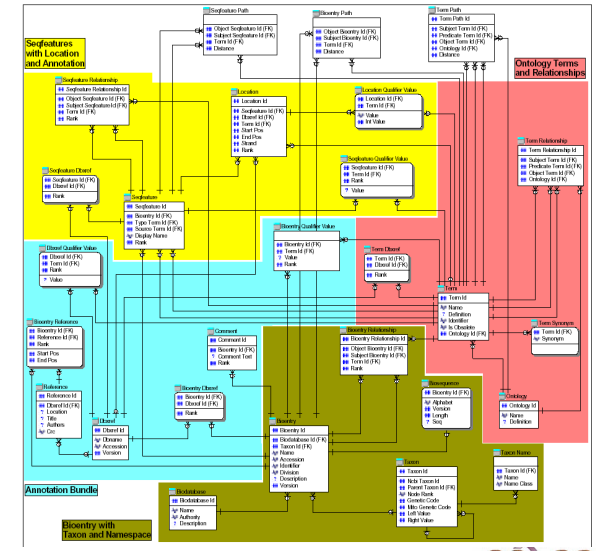 Seqfeatures
with Location
and Annotation
Seqfeature Path
Object Seqfeature Id (FK)
Subject Seqfeature Id (FK)
Term Id (FK)
Distance
Bioentry Path
Object Bioentry Id (FK)
Subject Bioentry Id (FK)
Term Id (FK)
Distance
Term Path
Term Path Id
Subject Term Id (FK)
Predicate Term Id (FK)
Object Term Id (FK)
Ontology Id (FK)
Distance
Ontology Terms
and Relationships
Seqfeature Relationship
Seqfeature Relationship Id
Object Seqfeature Id (FK)
Subject Seqfeature Id (FK)
Term Id (FK)
Rank
Location
Location Id
Seqfeature Id (FK)
Dbxref Id (FK)
Term Id (FK)
Start Pos
End Pos
Strand
Rank
Location Qualifier Value
Location Id (FK)
Term Id (FK)
Value
Int Value
Term Relationship
Term Relationship Id
Subject Term Id (FK)
Predicate Term Id (FK)
Object Term Id (FK)
Ontology Id (FK)
Seqfeature Qualifier Value
Seqfeature Id (FK)
Term Id (FK)
Rank
Value
Seqfeature Dbxref
Seqfeature Id (FK)
Dbxref Id (FK)
Rank
Seqfeature
Seqfeature Id
Bioentry Id (FK)
Type Term Id (FK)
Source Term Id (FK)
Display Name
Rank
Bioentry Qualifier Value
Bioentry Id (FK)
Term Id (FK)
Value
Rank
Dbxref Qualifier Value
Dbxref Id (FK)
Term Id (FK)
Rank
Value
Term Dbxref
Term Id (FK)
Dbxref Id (FK)
Rank
Term
Term Id
Name
Definition
Identifier
Is Obsolete
Ontology Id (FK)
Term Synonym
Term Id (FK)
Synonym
Bioentry Reference
Bioentry Id (FK)
Reference Id (FK)
Rank
Start Pos
End Pos
Comment
Comment Id
Bioentry Id (FK)
Comment Text
Rank
Bioentry Relationship
Bioentry Relationship Id
Object Bioentry Id (FK)
Subject Bioentry Id (FK)
Term Id (FK)
Rank
Reference
Reference Id
Dbxref Id (FK)
Location
Title
Authors
Crc
Dbxref
Dbxref Id
Dbname
Accession
Version
Bioentry Dbxref
Bioentry Id (FK)
Dbxref Id (FK)
Rank
Biosequence
Bioentry Id (FK)
Alphabet
Version
Length
Seq
Ontology
Ontology Id
Name
Definition
Bioentry
Bioentry Id
Biodatabase Id (FK)
Taxon Id (FK)
Name
Accession
Identifier
Division
Description
Version
Annotation Bundle
Biodatabase
Biodatabase Id
Name
Authority
Description
Taxon
Taxon Id
Ncbi Taxon Id
Parent Taxon Id (FK)
Node Rank
Genetic Code
Mito Genetic Code
Left Value
Right Value
Taxon Name
Taxon Id (FK)
Name
Name Class
Bioentry with
Taxon and Namespace